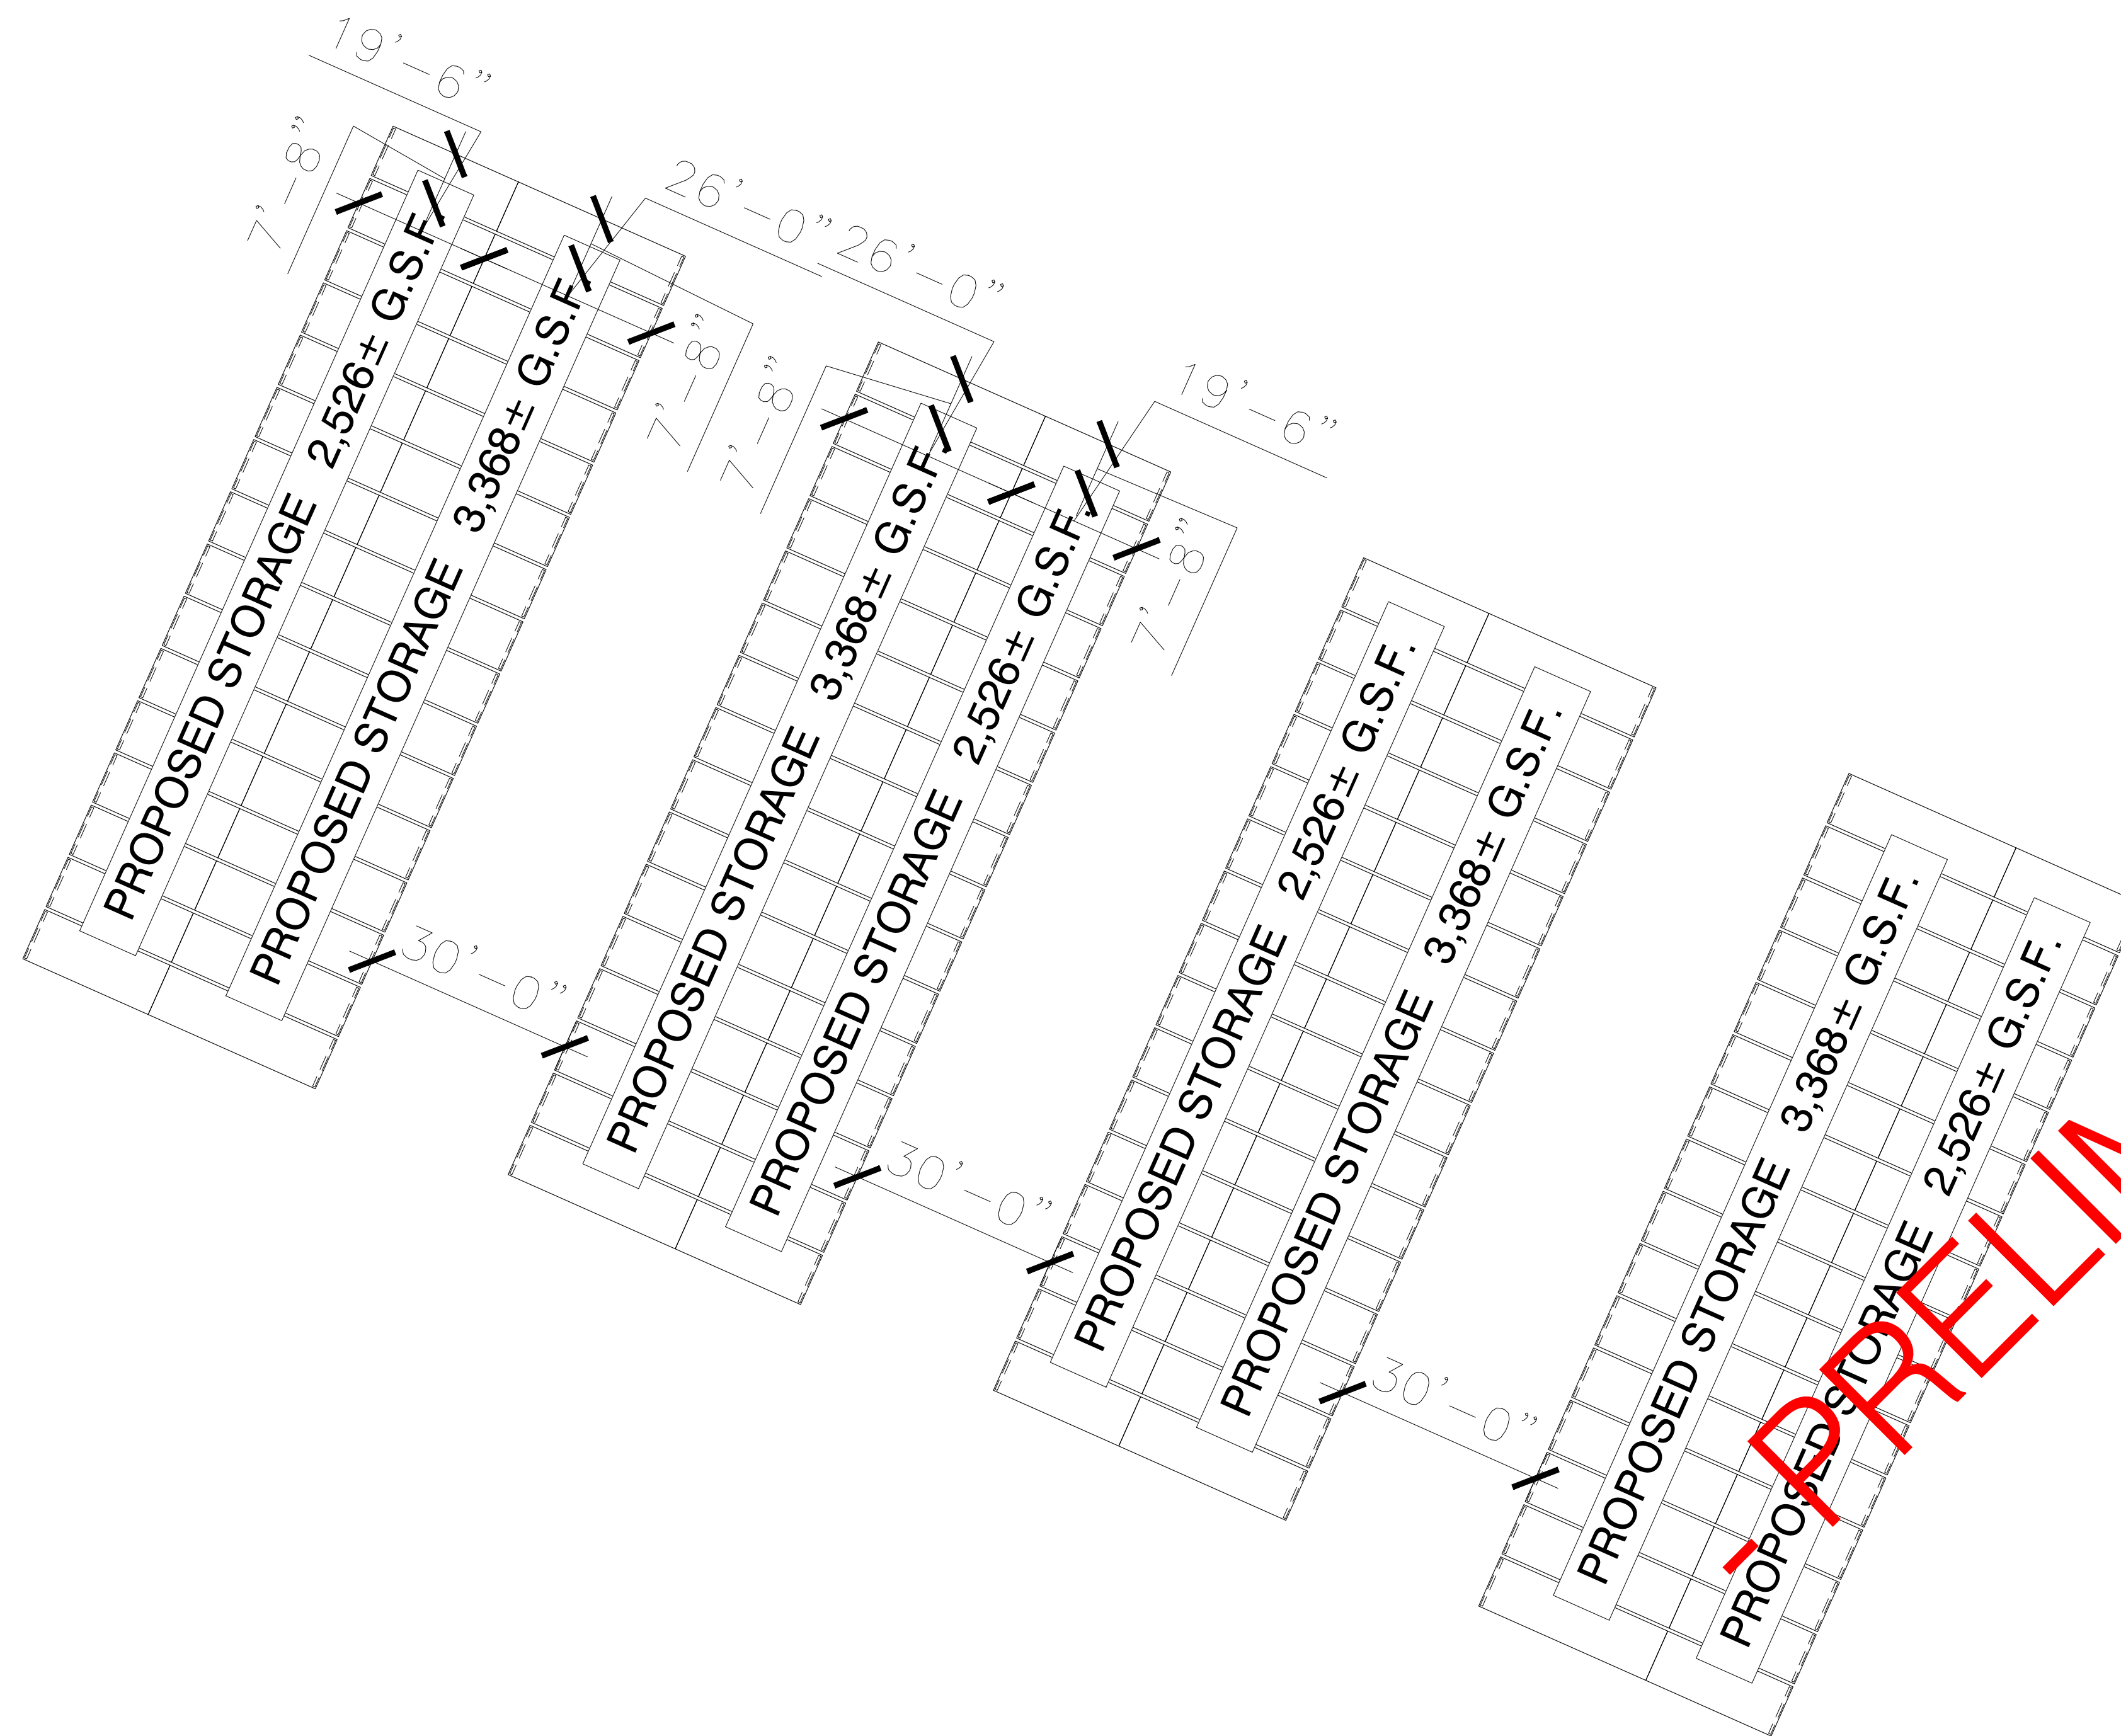 19'-6"
7'-8"
26'-0"
26'-0"
7'-8"
7'-8"
19'-6"
7'-8"
PROPOSED STORAGE 2,526± G.S.F.
PROPOSED STORAGE 3,368± G.S.F.
30'-0"
PROPOSED STORAGE 3,368± G.S.F.
PROPOSED STORAGE 2,526± G.S.F.
30'-0"
PROPOSED STORAGE 2,526± G.S.F.
PROPOSED STORAGE 3,368± G.S.F.
30'-0"
PROPOSED STORAGE 3,368± G.S.F.
PROPOSED STORAGE 2,526± G.S.F.